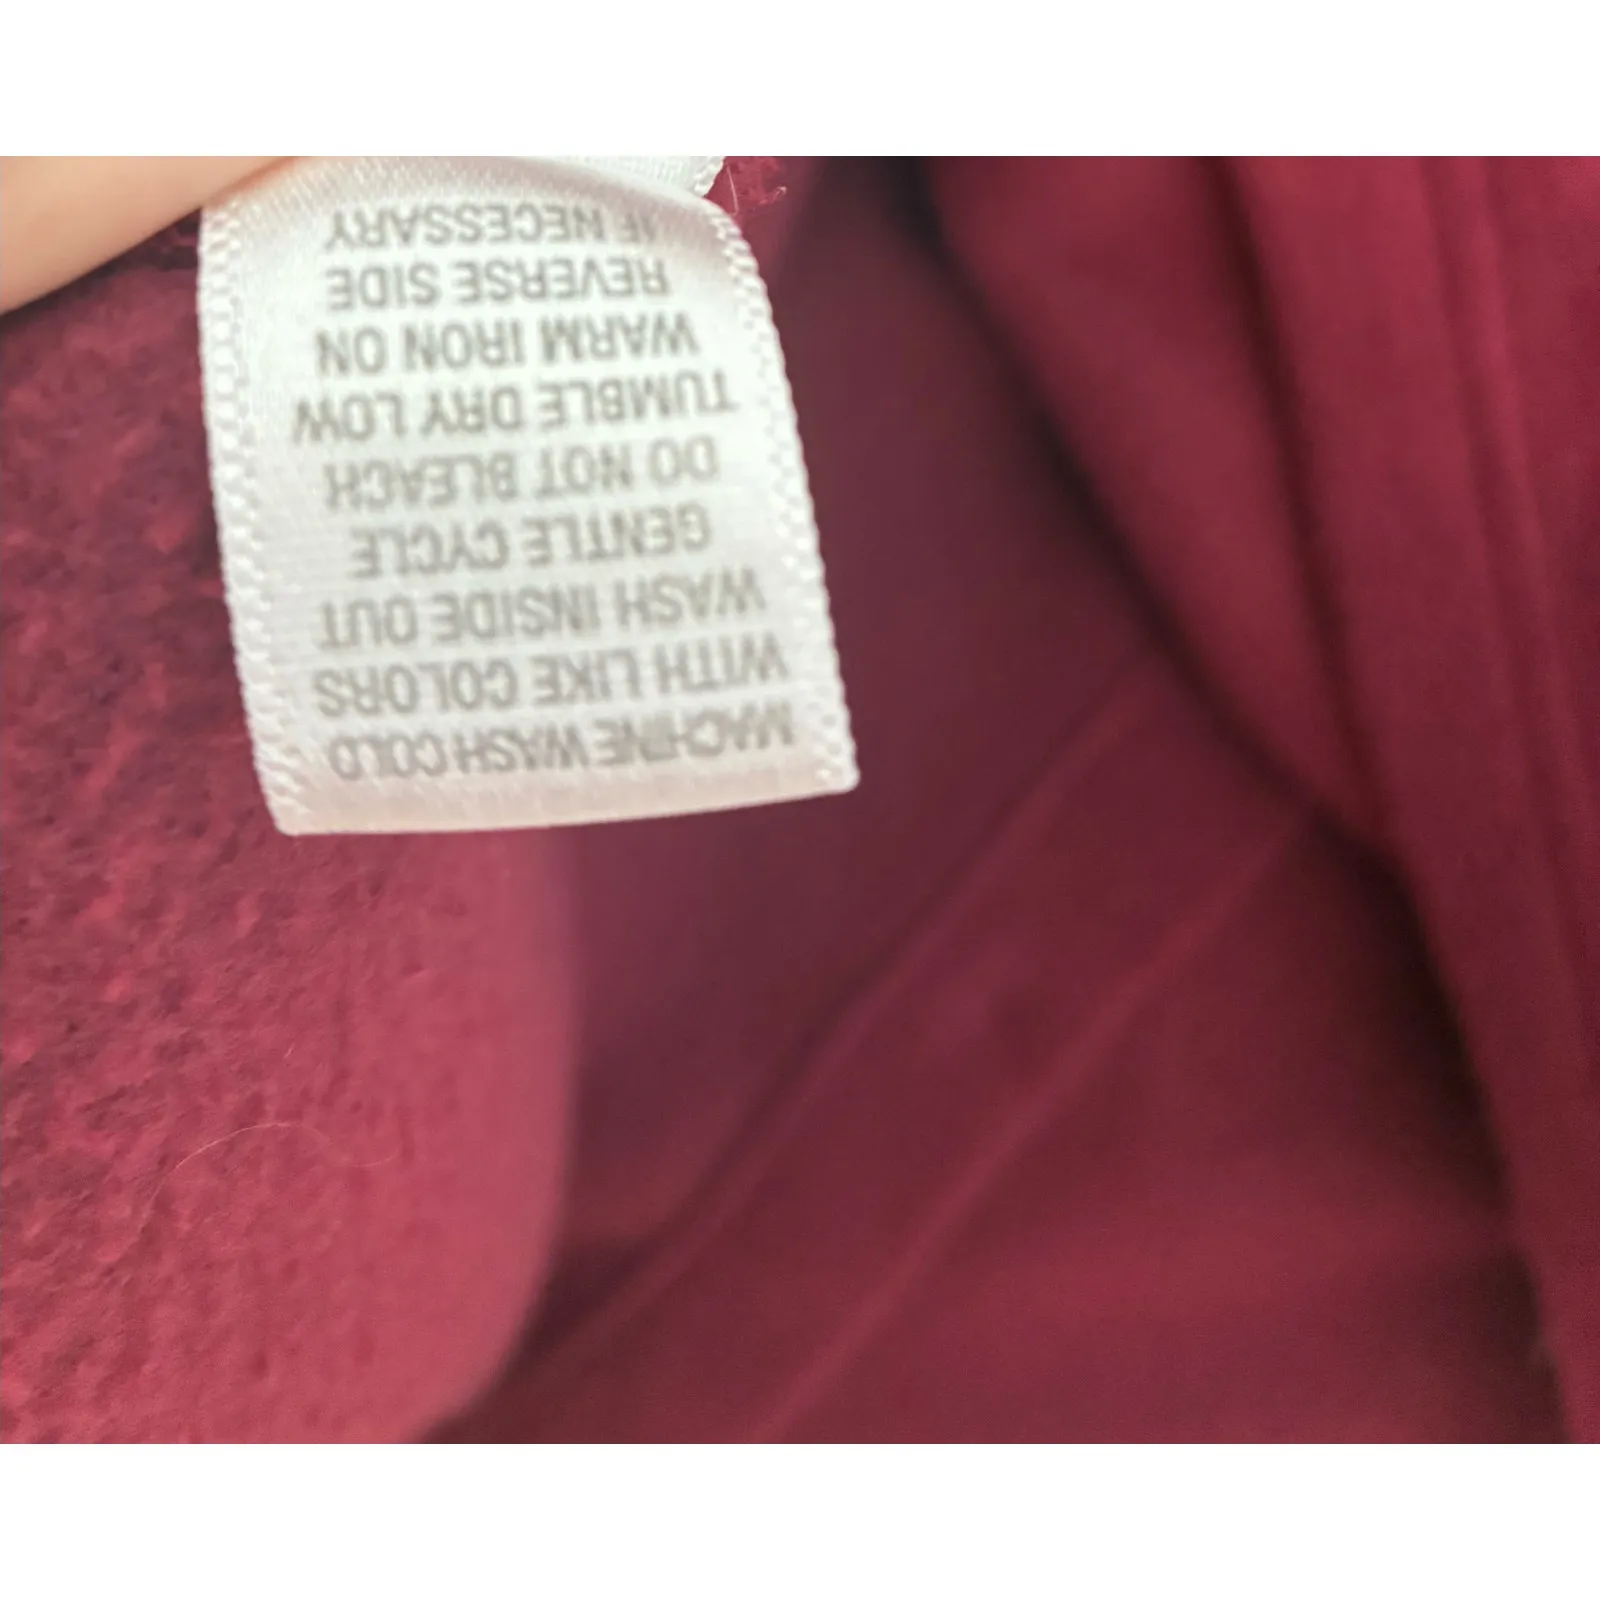 MACHINE WASH COLD
WITH LIKE COLORS
WASH INSIDE OUT
GENTLE CYCLE
DO NOT BLEACH
TUMBLE DRY LOW
WARM IRON ON
REVERSE SIDE
IF NECESSARY